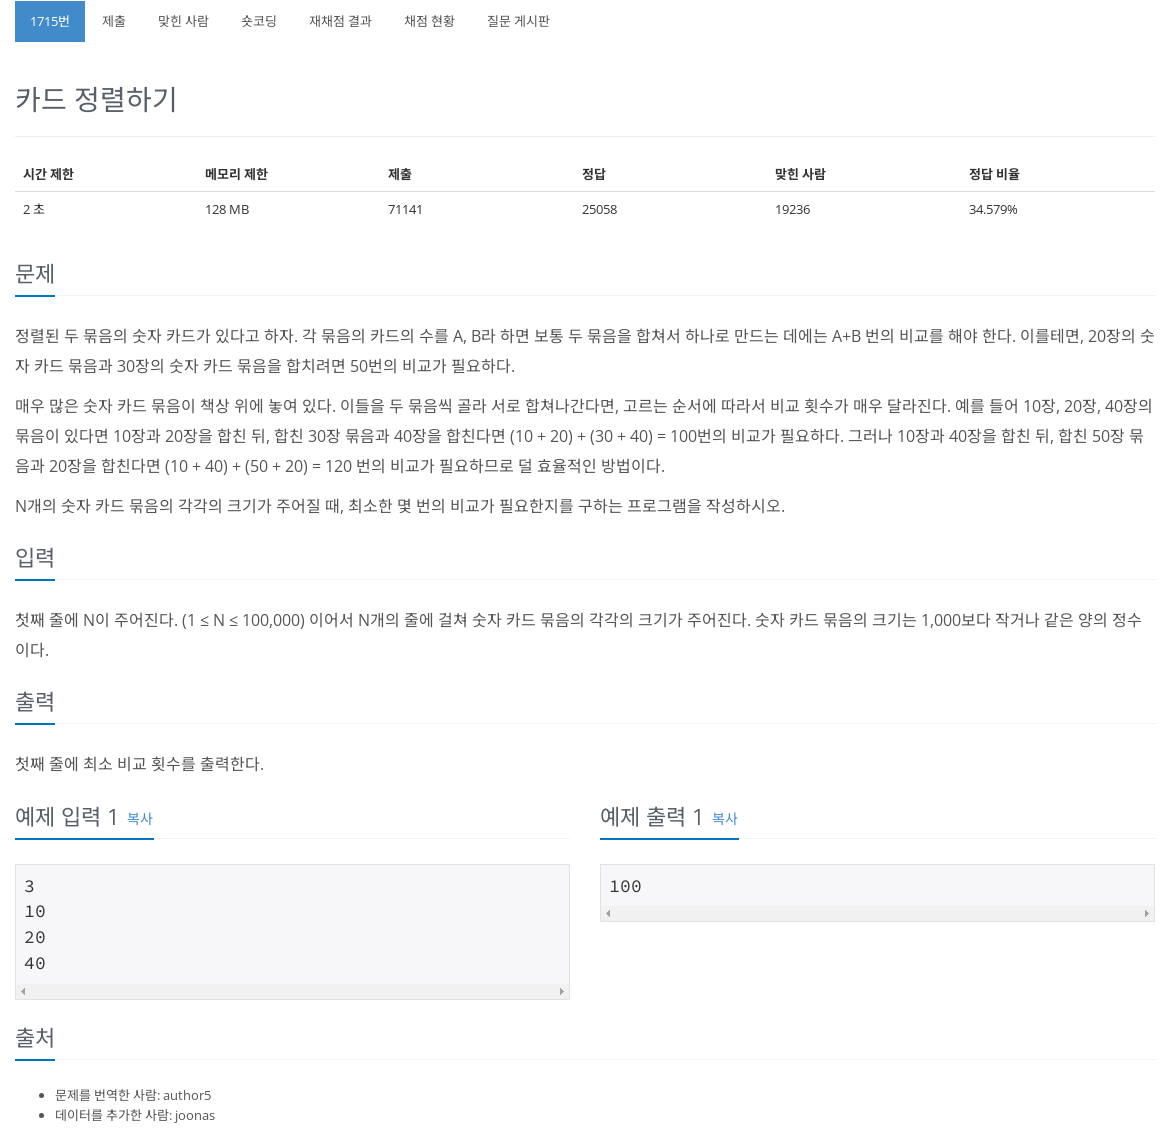 1715번 제출 맞힌 사람 숏코딩 재채점 결과 채점 현황 질문 게시판
카드 정렬하기
시간 제한 메모리 제한 제출 정답 맞힌 사람 정답 비율
2 초 128 MB 71141 25058 19236 34.579%
문제
정렬된 두 묶음의 숫자 카드가 있다고 하자. 각 묶음의 카드의 수를 A, B라 하면 보통 두 묶음을 합쳐서 하나로 만드는 데에는 A+B 번의 비교를 해야 한다. 이를테면, 20장의 숫
자 카드 묶음과 30장의 숫자 카드 묶음을 합치려면 50번의 비교가 필요하다.
매우 많은 숫자 카드 묶음이 책상 위에 놓여 있다. 이들을 두 묶음씩 골라 서로 합쳐나간다면, 고르는 순서에 따라서 비교 횟수가 매우 달라진다. 예를 들어 10장, 20장, 40장의
묶음이 있다면 10장과 20장을 합친 뒤, 합친 30장 묶음과 40장을 합친다면 (10 + 20) + (30 + 40) = 100번의 비교가 필요하다. 그러나 10장과 40장을 합친 뒤, 합친 50장 묶
음과 20장을 합친다면 (10 + 40) + (50 + 20) = 120 번의 비교가 필요하므로 덜 효율적인 방법이다.
N개의 숫자 카드 묶음의 각각의 크기가 주어질 때, 최소한 몇 번의 비교가 필요한지를 구하는 프로그램을 작성하시오.
입력
첫째 줄에 N이 주어진다. (1 ≤ N ≤ 100,000) 이어서 N개의 줄에 걸쳐 숫자 카드 묶음의 각각의 크기가 주어진다. 숫자 카드 묶음의 크기는 1,000보다 작거나 같은 양의 정수
이다.
출력
첫째 줄에 최소 비교 횟수를 출력한다.
예제 입력 1 복사
3
10
20
40
예제 출력 1 복사
100
출처
문제를 번역한 사람: author5
데이터를 추가한 사람: joonas